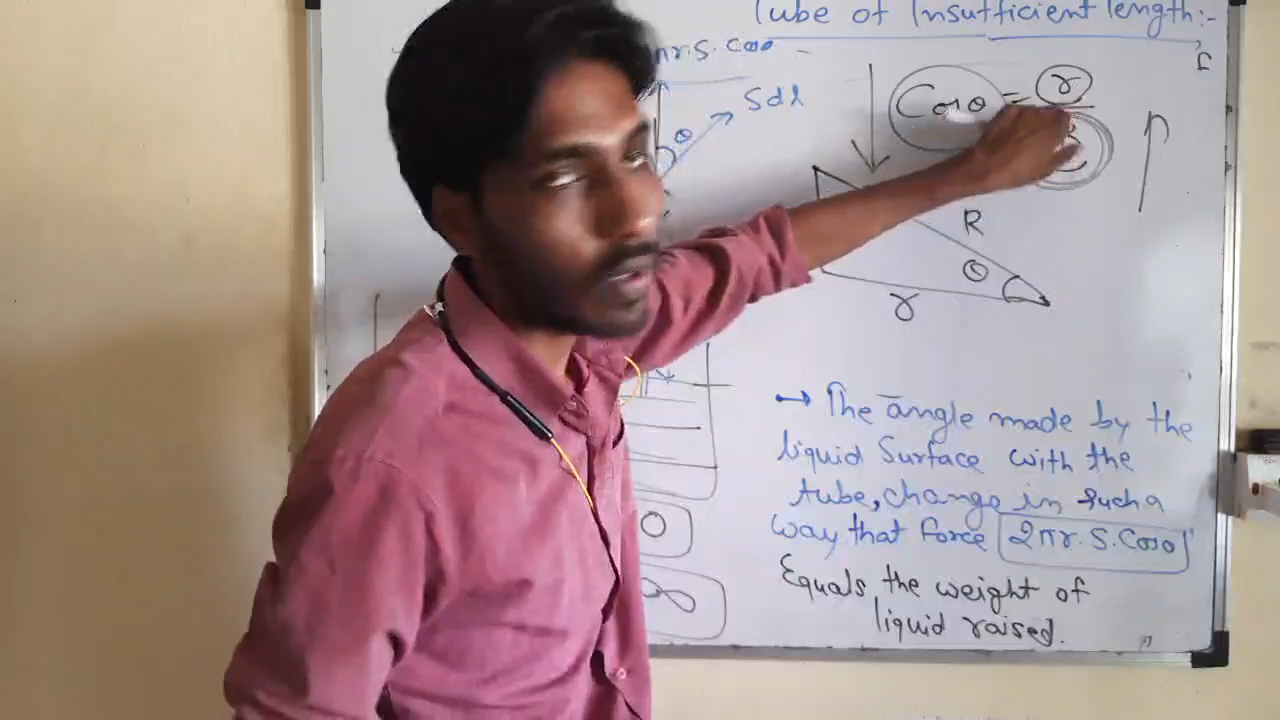 Tube of Insufficient length:-
πr.S. Cosθ
Sdl
θ
Cosθ = r
R
θ
r
→ The angle made by the
liquid Surface with the
tube, change in such a
way that force 2πr. S. Cosθ
Equals the weight of
liquid raised.